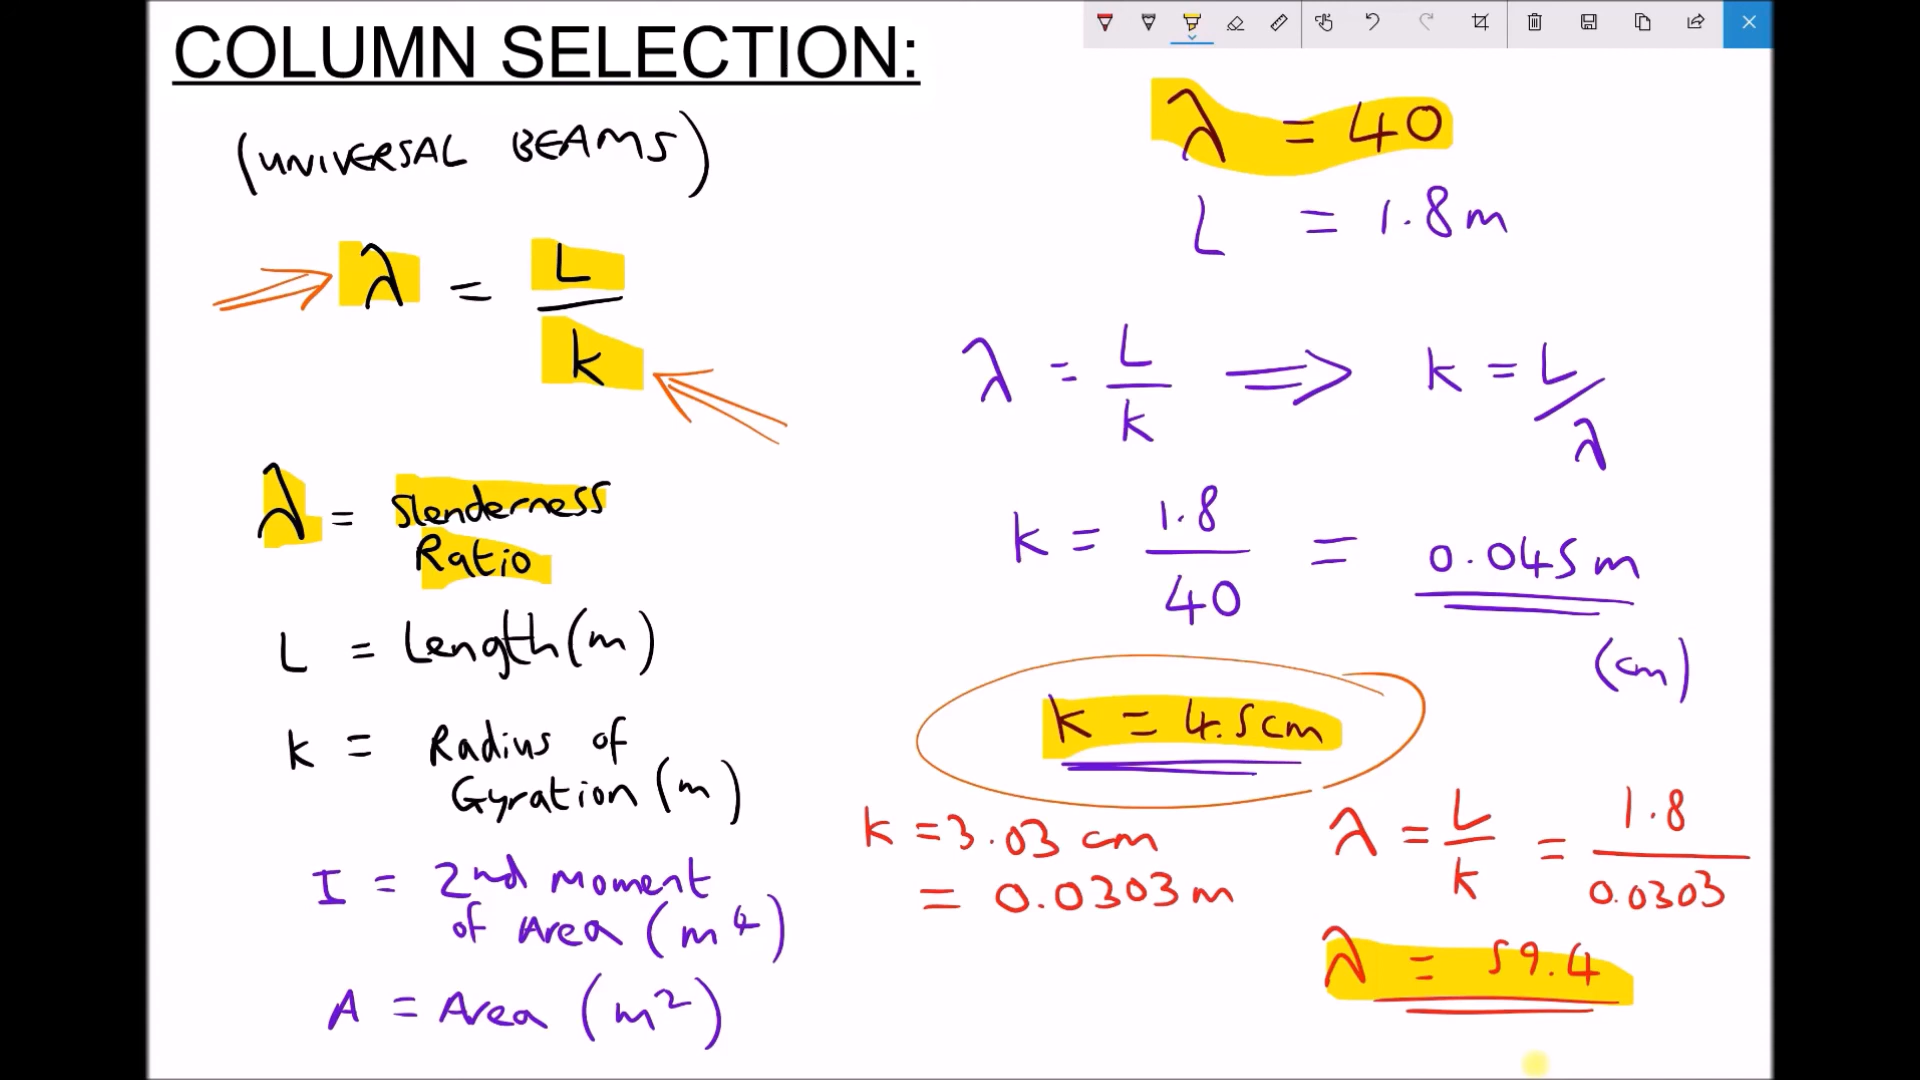 COLUMN SELECTION:
(UNIVERSAL BEAMS)
λ = L / k
λ = Slenderness
Ratio
L = Length (m)
k = Radius of
Gyration (m)
I = 2nd Moment
of Area (m⁴)
A = Area (m²)
λ = 40
L = 1.8m
λ = L / k ⇒ k = L / λ
k = 1.8 / 40 = 0.045m
(cm)
k = 4.5cm
k = 3.03 cm
= 0.0303m
λ = L / k = 1.8 / 0.0303
λ = 59.4